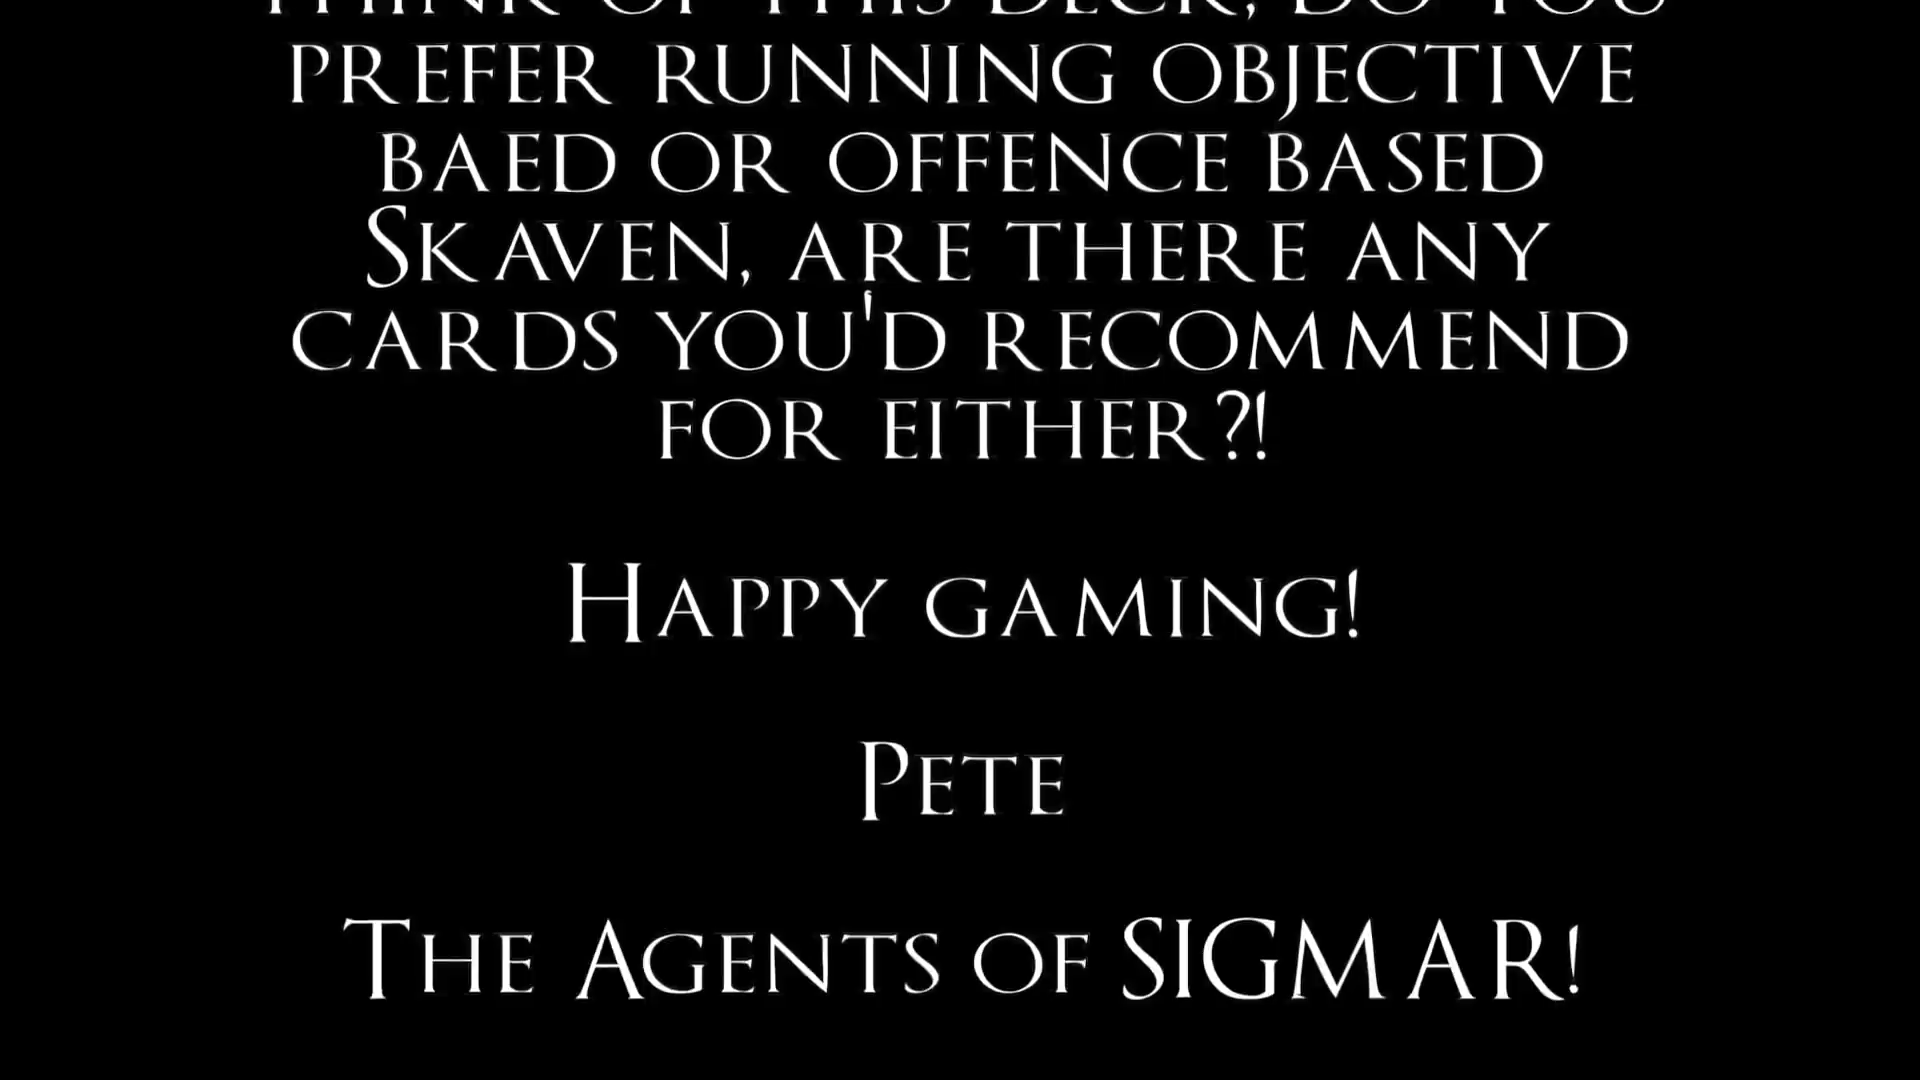 THINK OF THIS DECK, DO YOU
PREFER RUNNING OBJECTIVE
BAED OR OFFENCE BASED
SKAVEN, ARE THERE ANY
CARDS YOU'D RECOMMEND
FOR EITHER?!
HAPPY GAMING!
PETE
THE AGENTS OF SIGMAR!